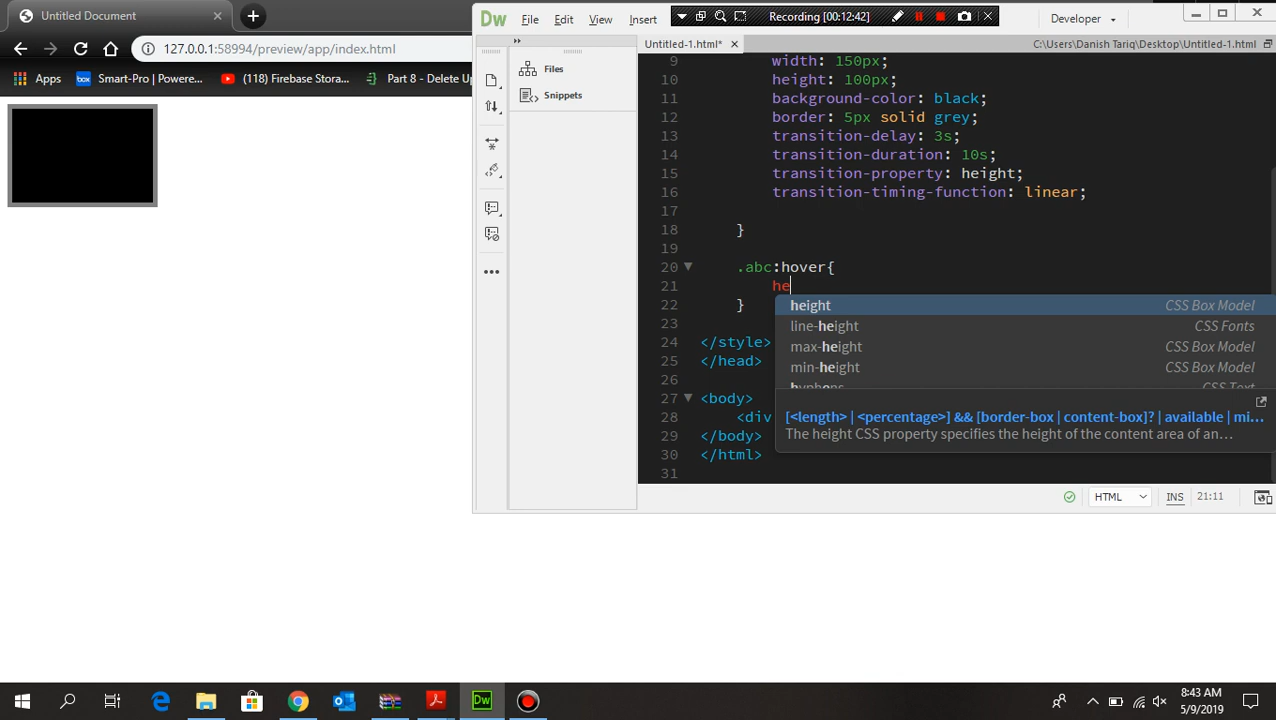 Untitled Document
Dw File Edit View Insert Recording [00:12:42] Developer
127.0.0.1:58994/preview/app/index.html
Untitled-1.html* C:\Users\Danish Tariq\Desktop\Untitled-1.html
Apps box Smart-Pro | Powere... (118) Firebase Stora... Part 8 - Delete Up
Files
Snippets
9 width: 150px;
10 height: 100px;
11 background-color: black;
12 border: 5px solid grey;
13 transition-delay: 3s;
14 transition-duration: 10s;
15 transition-property: height;
16 transition-timing-function: linear;
17
18 }
19
20 .abc:hover{
21 he
22 }
23
24 </style>
25 </head>
26
27 <body>
28 <div
29 </body>
30 </html>
31
height CSS Box Model
line-height CSS Fonts
max-height CSS Box Model
min-height CSS Box Model
hyphens CSS Text
[<length> | <percentage>] && [border-box | content-box]? | available | mi...
The height CSS property specifies the height of the content area of an...
HTML INS 21:11
Dw
8:43 AM
5/9/2019